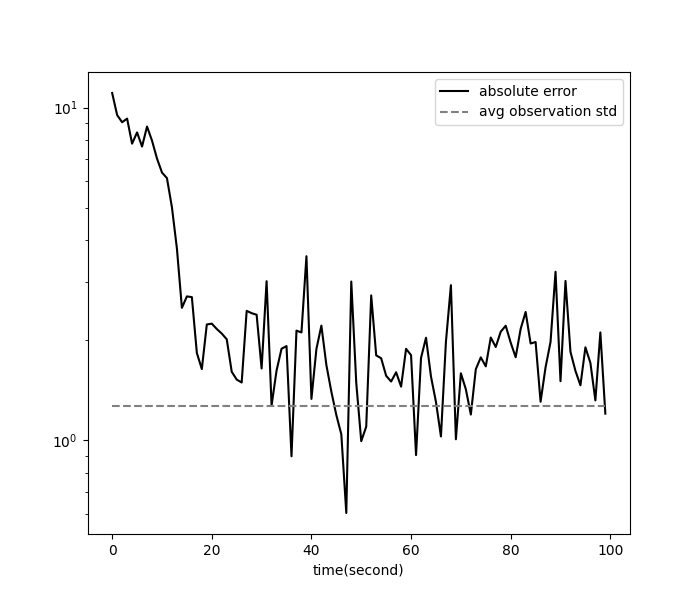 absolute error
avg observation std
10¹
10⁰
0 20 40 60 80 100
time(second)